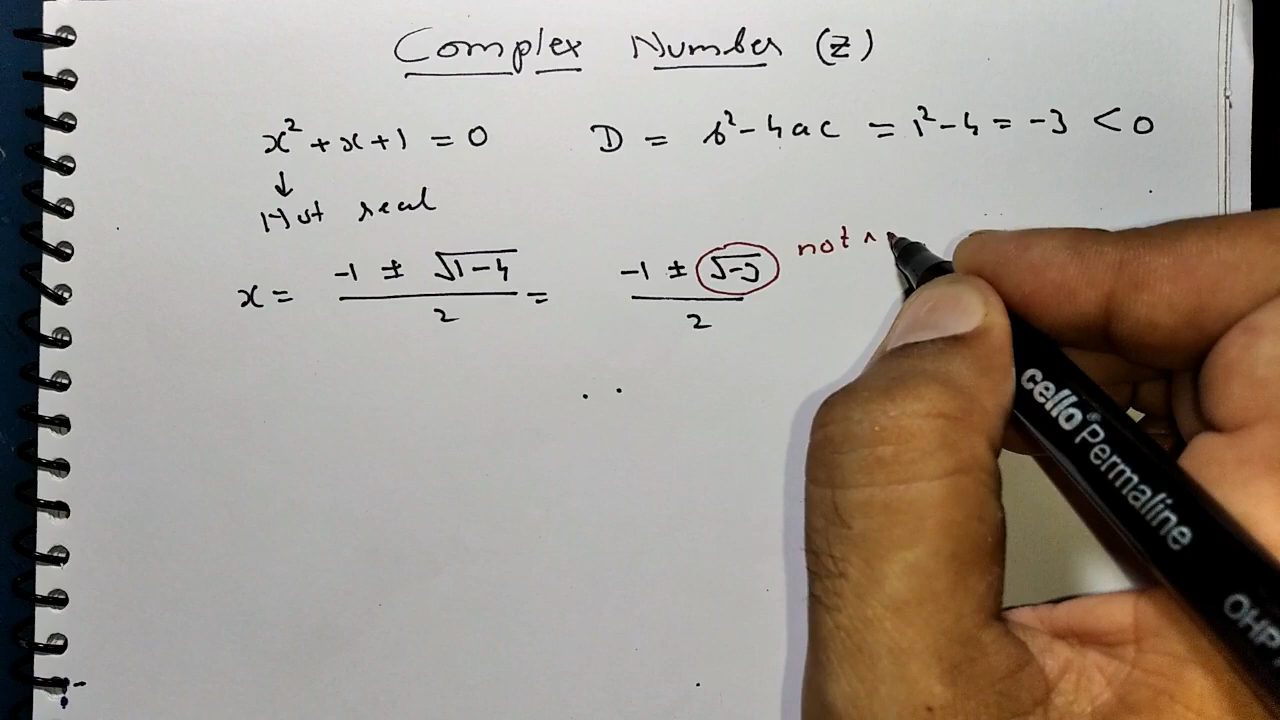 Complex Number (z)
x² + x + 1 = 0 D = b² - 4ac = 1² - 4 = -3 < 0
↓
Not real
x = (-1 ± √(1-4))/2 = (-1 ± √-3)/2 not
cello® Permaline
OHP